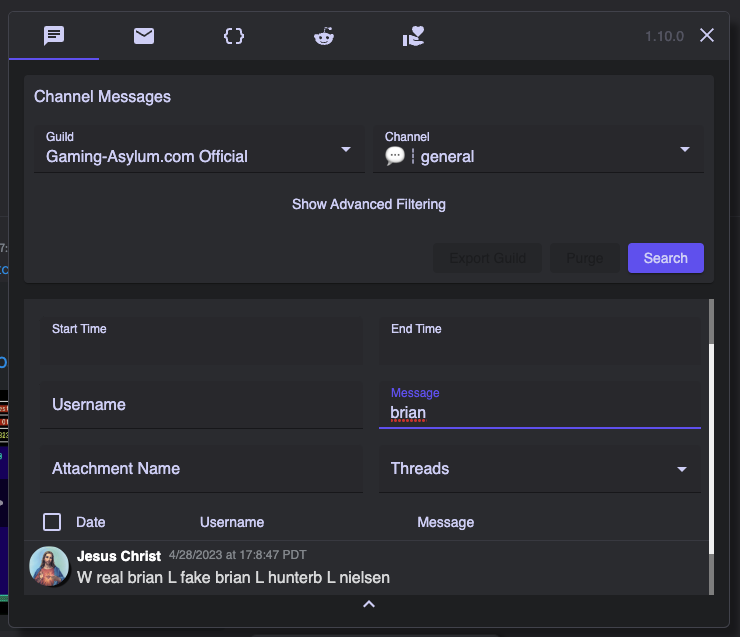 1.10.0
Channel Messages
Guild
Gaming-Asylum.com Official
Channel
💬┆general
Show Advanced Filtering
Export Guild
Purge
Search
Start Time
End Time
Username
Message
brian
Attachment Name
Threads
Date Username Message
Jesus Christ 4/28/2023 at 17:8:47 PDT
W real brian L fake brian L hunterb L nielsen